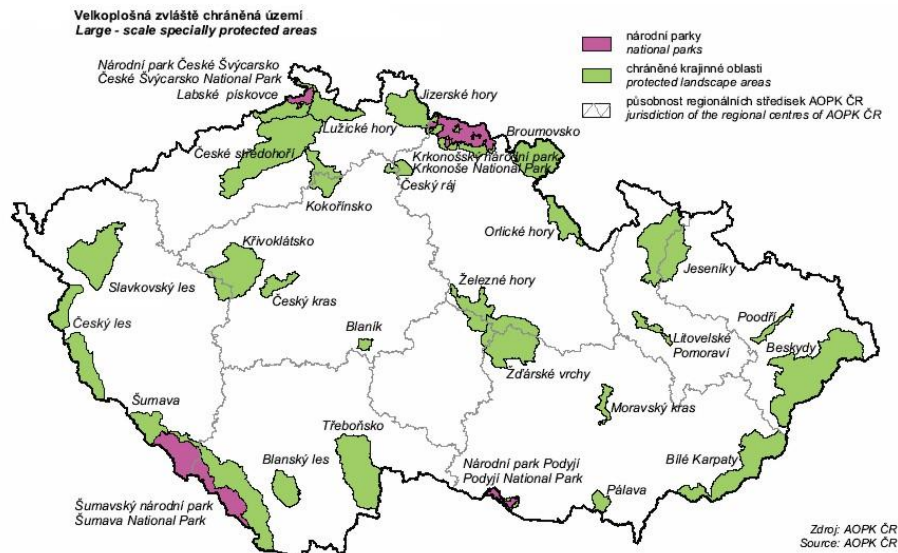 Velkoplošná zvláště chráněná území
Large - scale specially protected areas
národní parky
national parks
chráněné krajinné oblasti
protected landscape areas
působnost regionálních středisek AOPK ČR
jurisdiction of the regional centres of AOPK ČR
Národní park České Švýcarsko
České Švýcarsko National Park
Labské pískovce
Jizerské hory
Lužické hory
Broumovsko
České středohoří
Krkonošský národní park
Krkonoše National Park
Český ráj
Kokořínsko
Orlické hory
Křivoklátsko
Jeseníky
Slavkovský les
Český kras
Železné hory
Český les
Blaník
Poodří
Litovelské
Pomoraví
Beskydy
Žďárské vrchy
Šumava
Moravský kras
Třeboňsko
Blanský les
Národní park Podyjí
Podyjí National Park
Bílé Karpaty
Pálava
Šumavský národní park
Šumava National Park
Zdroj: AOPK ČR
Source: AOPK ČR